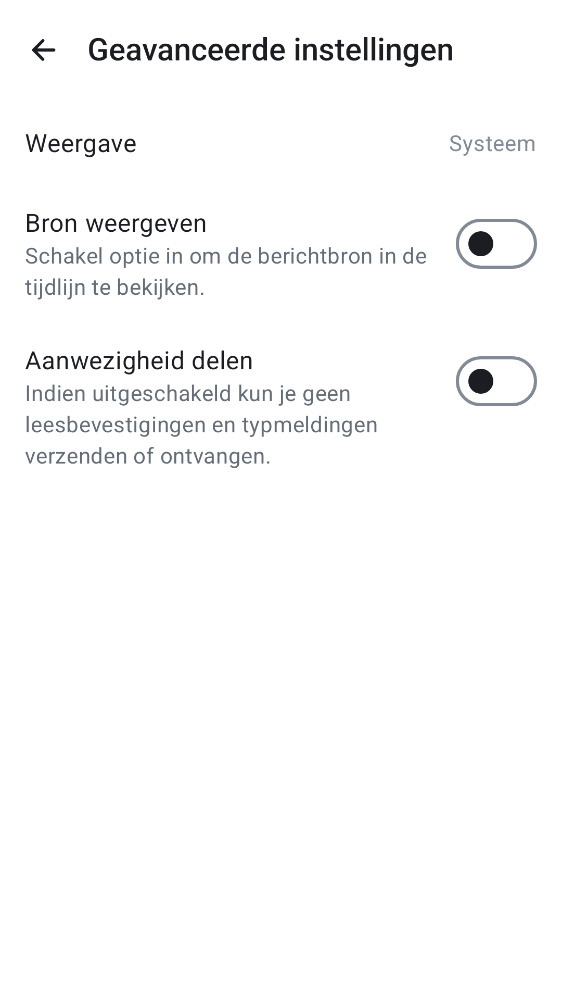 Geavanceerde instellingen
Weergave
Systeem
Bron weergeven
Schakel optie in om de berichtbron in de
tijdlijn te bekijken.
Aanwezigheid delen
Indien uitgeschakeld kun je geen
leesbevestigingen en typmeldingen
verzenden of ontvangen.